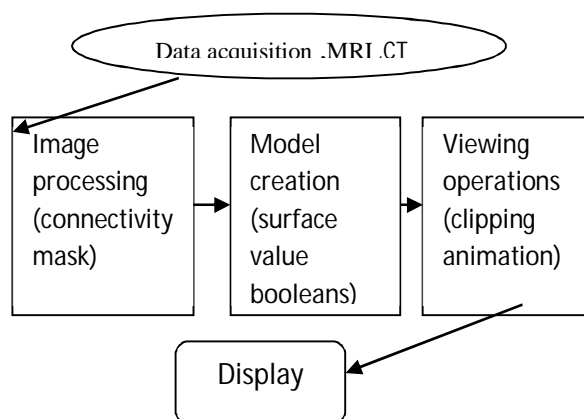 Data acquisition .MRI .CT
Image
processing
(connectivity
mask)
Model
creation
(surface
value
booleans)
Viewing
operations
(clipping
animation)
Display